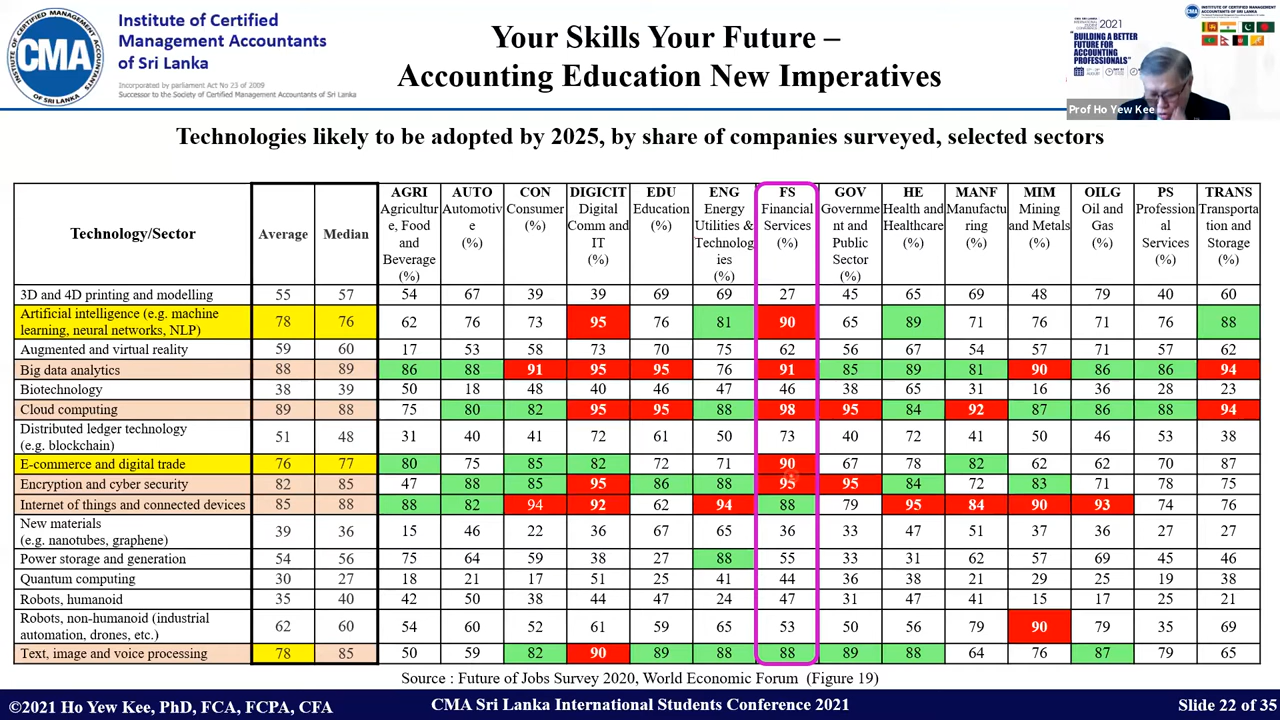 Institute of Certified
Management Accountants
of Sri Lanka
Incorporated by parliament Act No 23 of 2009
Successor to the Society of Certified Management Accountants of Sri Lanka
CMA
Your Skills Your Future –
Accounting Education New Imperatives
2021
"BUILDING A BETTER
FUTURE FOR
ACCOUNTING
PROFESSIONALS"
INSTITUTE OF CERTIFIED MANAGEMENT
ACCOUNTANTS OF SRI LANKA
Prof Ho Yew Kee
Technologies likely to be adopted by 2025, by share of companies surveyed, selected sectors
Technology/Sector Average Median AGRI Agriculture, Food and Beverage (%) AUTO Automotive (%) CON Consumer (%) DIGICIT Digital Comm and IT (%) EDU Education (%) ENG Energy Utilities & Technologies (%) FS Financial Services (%) GOV Government and Public Sector (%) HE Health and Healthcare (%) MANF Manufacturing (%) MIM Mining and Metals (%) OILG Oil and Gas (%) PS Professional Services (%) TRANS Transportation and Storage (%)
3D and 4D printing and modelling 55 57 54 67 39 39 69 69 27 45 65 69 48 79 40 60
Artificial intelligence (e.g. machine
learning, neural networks, NLP) 78 76 62 76 73 95 76 81 90 65 89 71 76 71 76 88
Augmented and virtual reality 59 60 17 53 58 73 70 75 62 56 67 54 57 71 57 62
Big data analytics 88 89 86 88 91 95 95 76 91 85 89 81 90 86 86 94
Biotechnology 38 39 50 18 48 40 46 47 46 38 65 31 16 36 28 23
Cloud computing 89 88 75 80 82 95 95 88 98 95 84 92 87 86 88 94
Distributed ledger technology
(e.g. blockchain) 51 48 31 40 41 72 61 50 73 40 72 41 50 46 53 38
E-commerce and digital trade 76 77 80 75 85 82 72 71 90 67 78 82 62 62 70 87
Encryption and cyber security 82 85 47 88 85 95 86 88 95 95 84 72 83 71 78 75
Internet of things and connected devices 85 88 88 82 94 92 62 94 88 79 95 84 90 93 74 76
New materials
(e.g. nanotubes, graphene) 39 36 15 46 22 36 67 65 36 33 47 51 37 36 27 27
Power storage and generation 54 56 75 64 59 38 27 88 55 33 31 62 57 69 45 46
Quantum computing 30 27 18 21 17 51 25 41 44 36 38 21 29 25 19 38
Robots, humanoid 35 40 42 50 38 44 47 24 47 31 47 41 15 17 25 21
Robots, non-humanoid (industrial
automation, drones, etc.) 62 60 54 60 52 61 59 65 53 50 56 79 90 79 35 69
Text, image and voice processing 78 85 50 59 82 90 89 88 88 89 88 64 76 87 79 65
Source : Future of Jobs Survey 2020, World Economic Forum (Figure 19)
©2021 Ho Yew Kee, PhD, FCA, FCPA, CFA
CMA Sri Lanka International Students Conference 2021
Slide 22 of 35